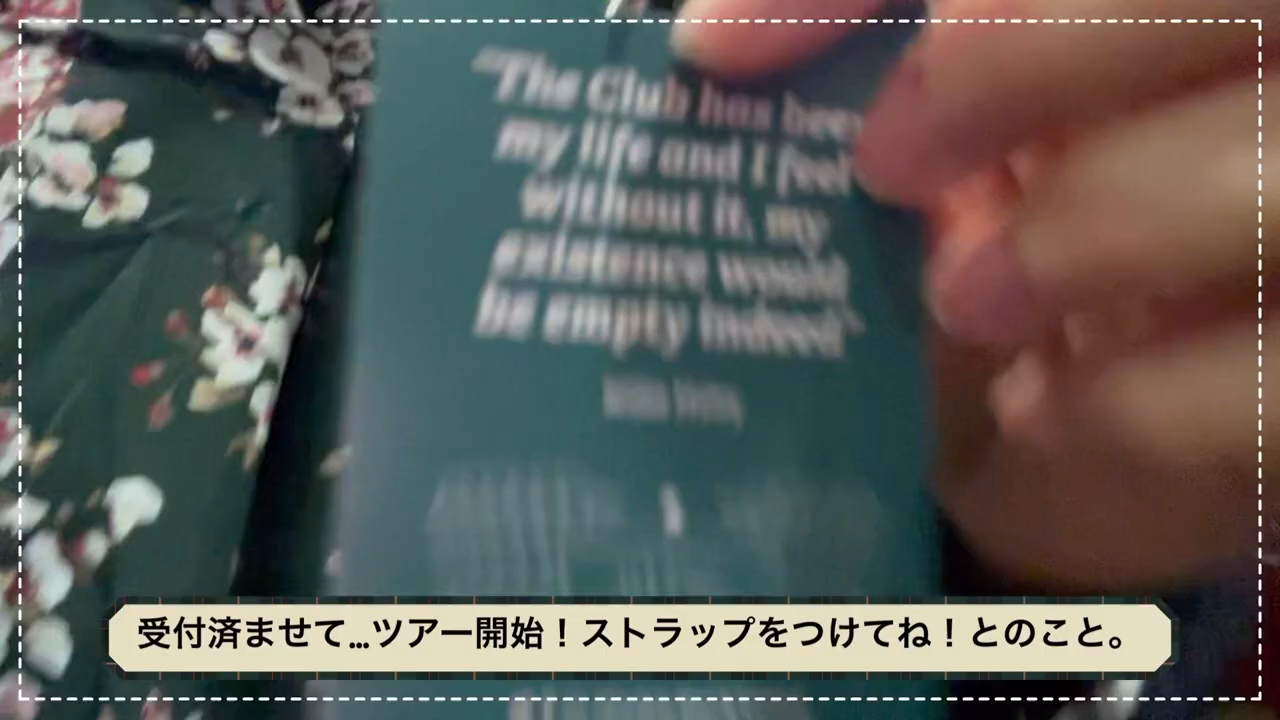 "The Club has been
my life and I feel
without it, my
existence would
be empty indeed"
受付済ませて…ツアー開始！ストラップをつけてね！とのこと。